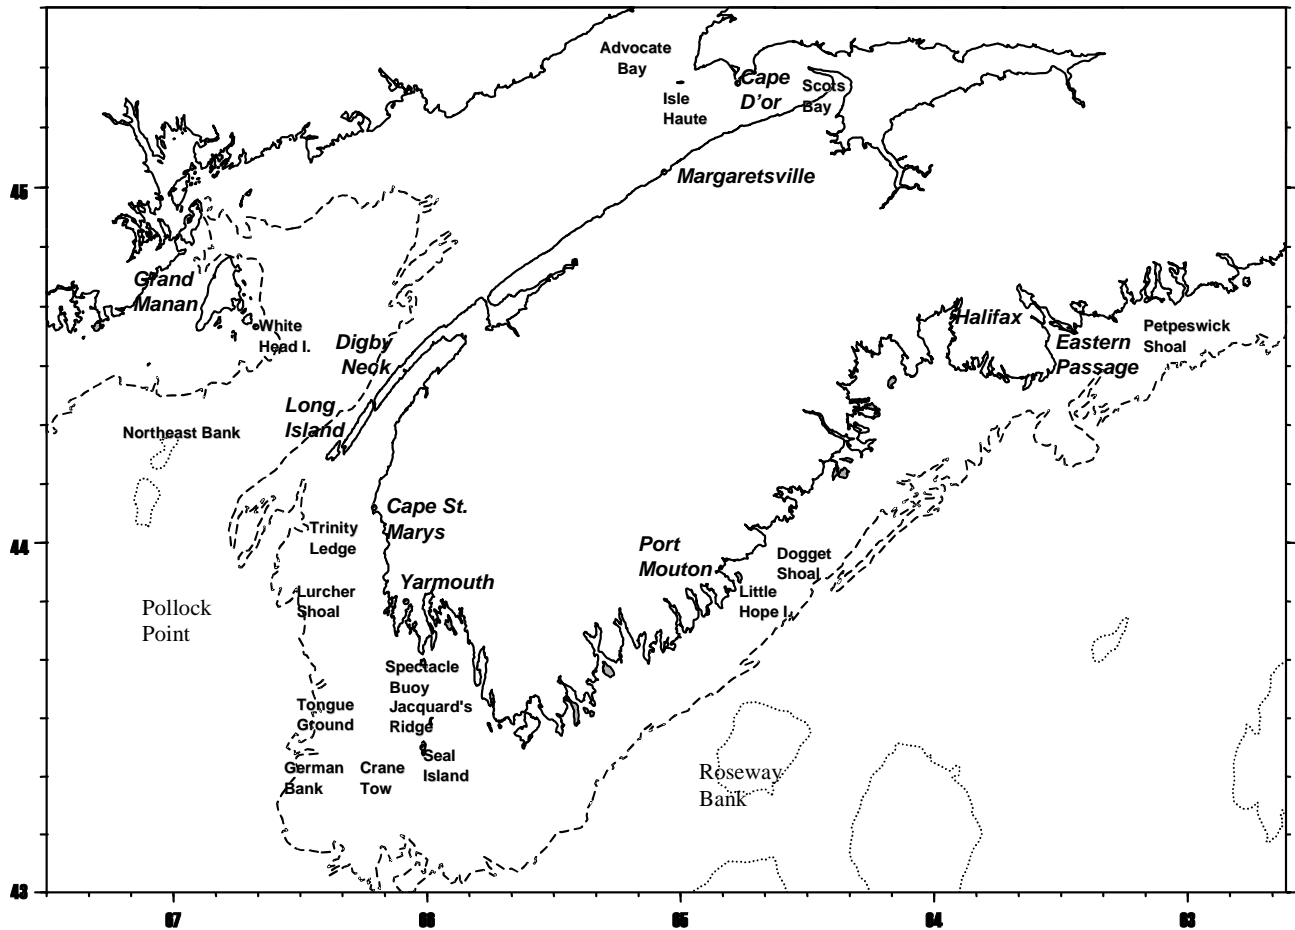 Advocate
Bay
Cape
D'or
Scots
Bay
Isle
Haute
45
Margaretsville
Grand
Manan
White
Head I.
Digby
Neck
Halifax
Petpeswick
Shoal
Eastern
Passage
Long
Island
Northeast Bank
Cape St.
Marys
Trinity
Ledge
44
Port
Mouton
Dogget
Shoal
Yarmouth
Lurcher
Shoal
Little
Hope I.
Pollock
Point
Spectacle
Buoy
Jacquard's
Ridge
Tongue
Ground
Seal
Island
German
Bank
Crane
Tow
Roseway
Bank
43
67
66
65
64
63